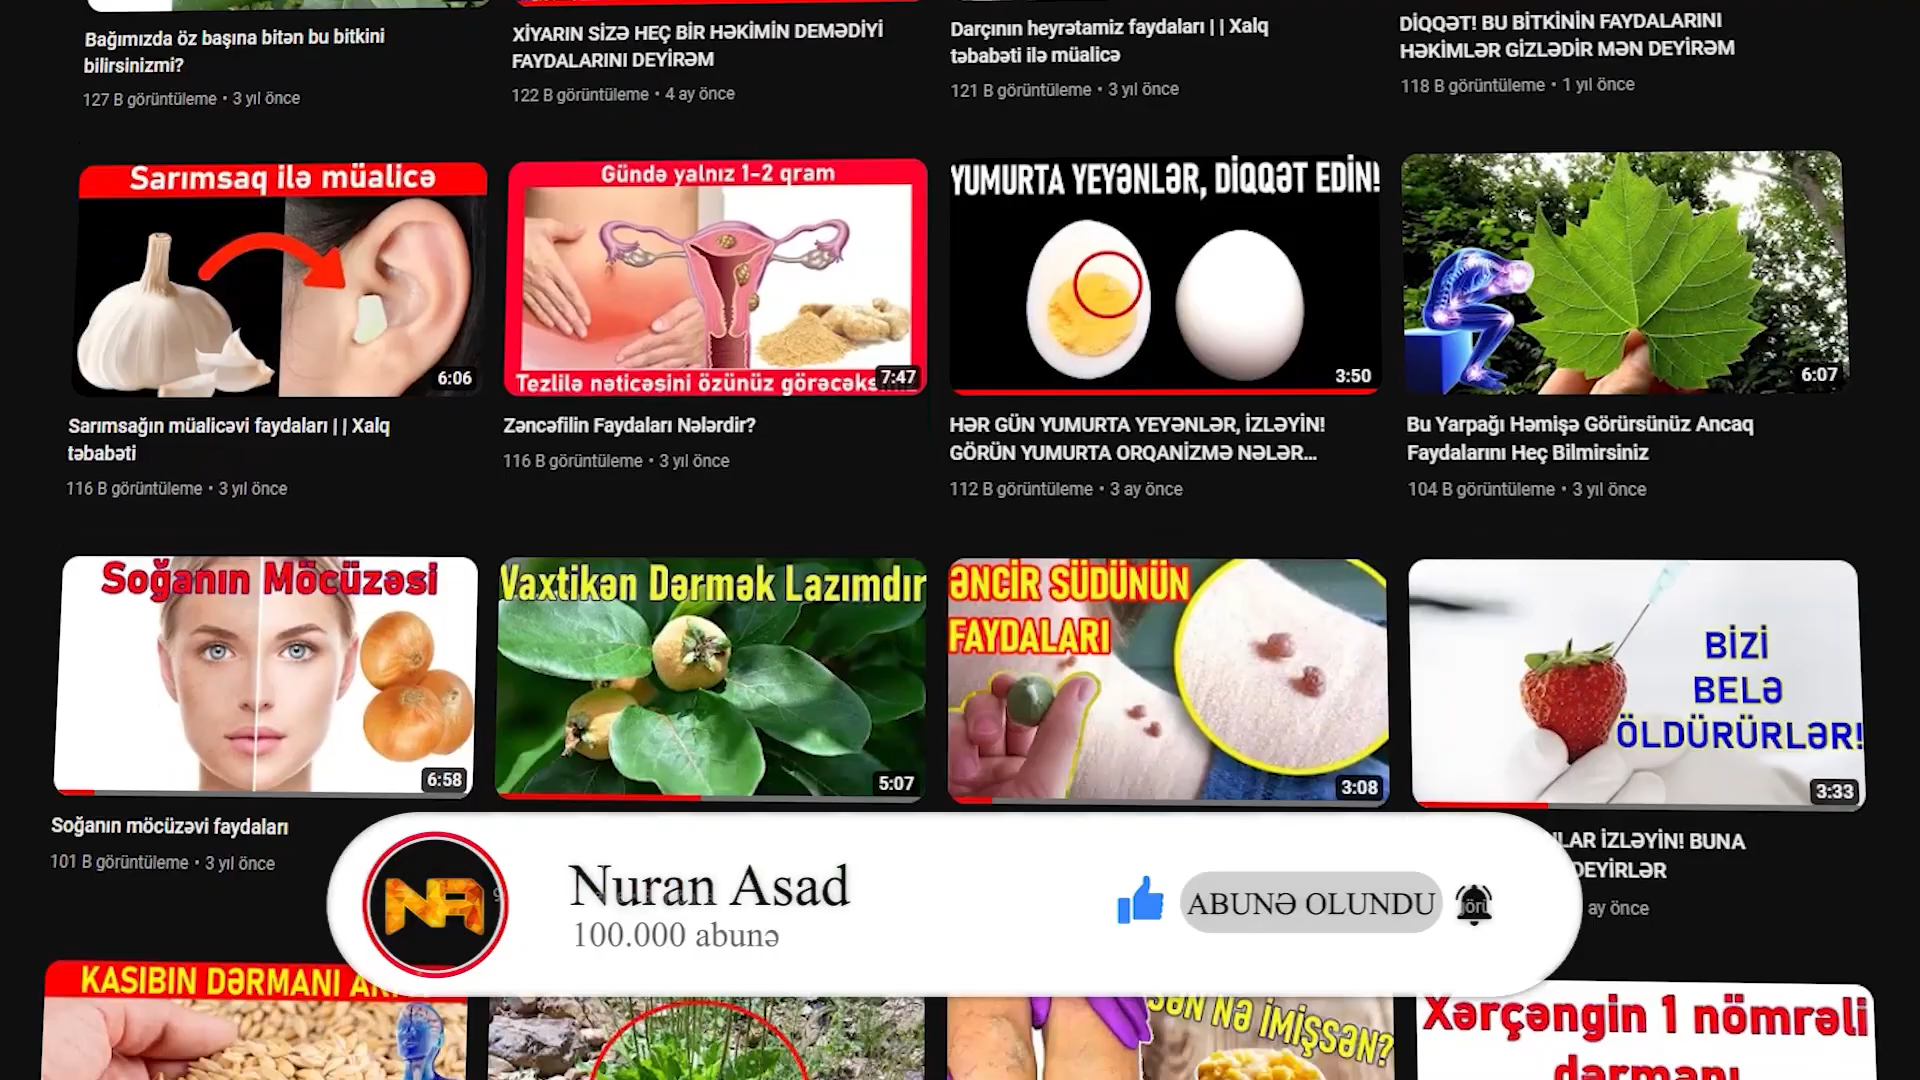 Bağımızda öz başına bitən bu bitkini
bilirsinizmi?
127 B görüntüleme • 3 yıl önce
XİYARIN SİZƏ HEÇ BİR HƏKİMİN DEMƏDİYİ
FAYDALARINI DEYİRƏM
122 B görüntüleme • 4 ay önce
Darçının heyrətamiz faydaları || Xalq
təbabəti ilə müalicə
121 B görüntüleme • 3 yıl önce
DİQQƏT! BU BİTKİNİN FAYDALARINI
HƏKİMLƏR GİZLƏDİR MƏN DEYİRƏM
118 B görüntüleme • 1 yıl önce
Sarımsaq ilə müalicə
6:06
Sarımsağın müalicəvi faydaları || Xalq
təbabəti
116 B görüntüleme • 3 yıl önce
Gündə yalnız 1-2 qram
Tezliklə nəticəsini özünüz
7:47
Zəncəfilin Faydaları Nələrdir?
116 B görüntüleme • 3 yıl önce
YUMURTA YEYƏNLƏR, DİQQƏT EDİN!
3:50
HƏR GÜN YUMURTA YEYƏNLƏR, İZLƏYİN!
GÖRÜN YUMURTA ORQANİZMƏ NƏLƏR...
112 B görüntüleme • 3 ay önce
6:07
Bu Yarpağı Həmişə Görürsünüz Ancaq
Faydalarını Heç Bilmirsiniz
104 B görüntüleme • 3 yıl önce
Soğanın Möcüzəsi
6:58
Soğanın möcüzəvi faydaları
101 B görüntüleme • 3 yıl önce
Vaxtikən Dərmək Lazımdır
5:07
ƏNCİR SÜDÜNÜN
FAYDALARI
3:08
BİZİ
BELƏ
ÖLDÜRÜRLƏR!
3:33
İZLƏYİN! BUNA
DEYİRLƏR
ay önce
Nuran Asad
100.000 abunə
ABUNƏ OLUNDU
KASIBIN DƏRMANI
SƏN NƏ İMİŞSƏN?
Xərçəngin 1 nömrəli
dərmanı